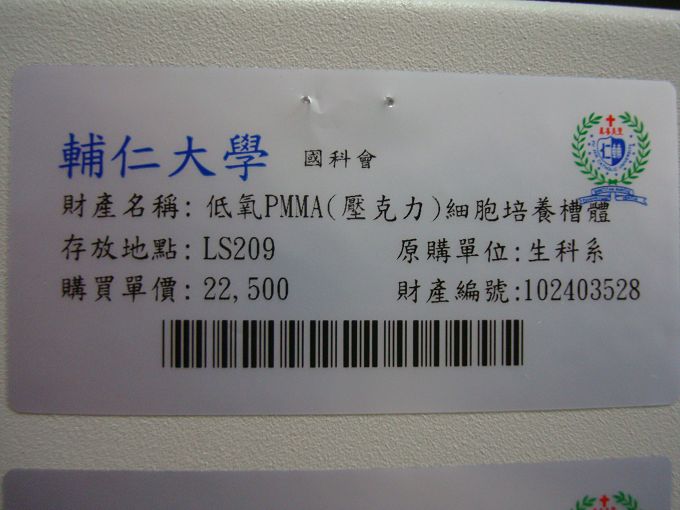 輔仁大學 國科會
財產名稱: 低氧PMMA(壓克力)細胞培養槽體
存放地點: LS209 原購單位:生科系
購買單價: 22,500 財產編號:102403528